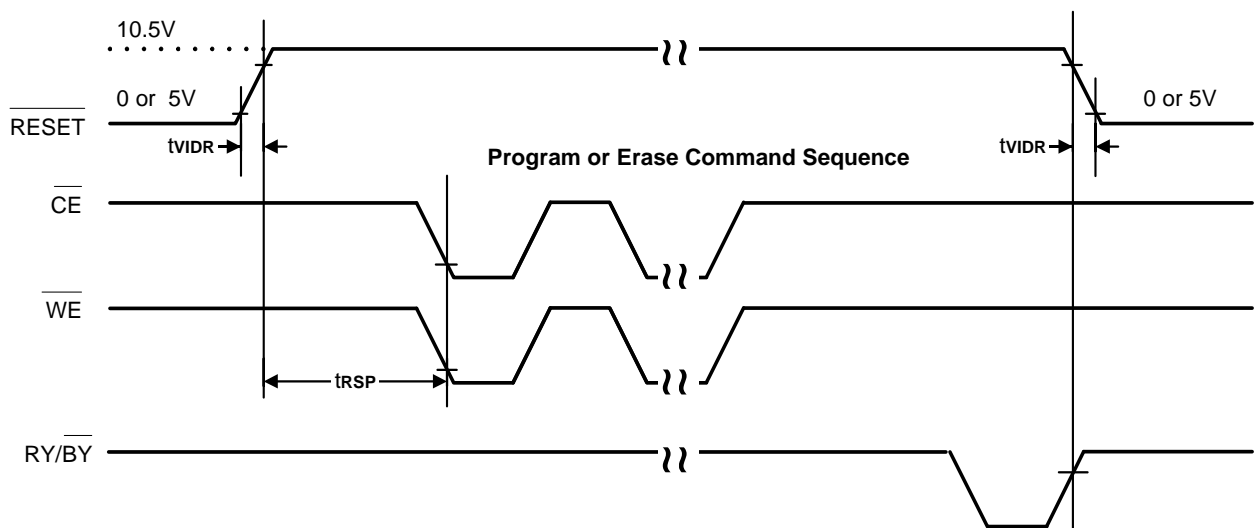 10.5V
0 or 5V
0 or 5V
RESET
tVIDR
tVIDR
Program or Erase Command Sequence
CE
WE
tRSP
RY/BY